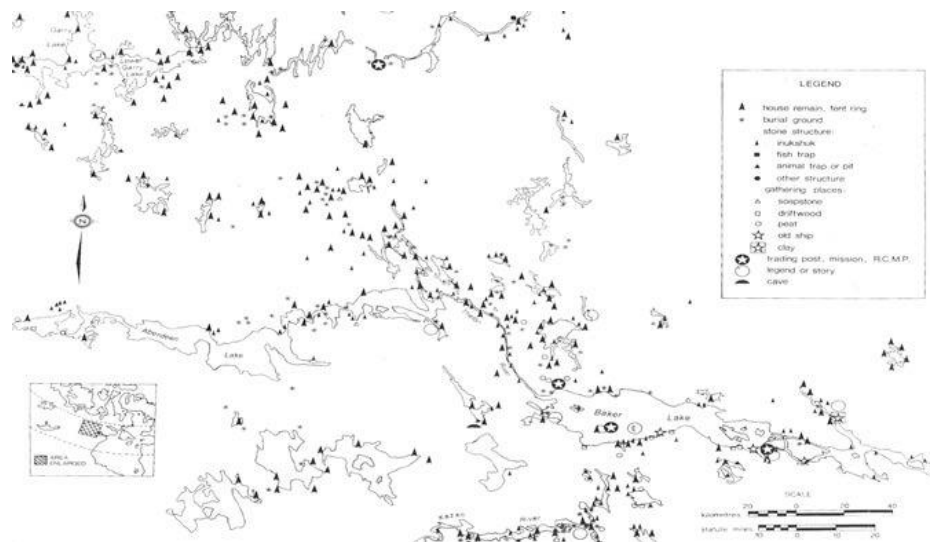 Garry
Lake
Lower
Garry
Lake
LEGEND
house remain, tent ring
burial ground
stone structure:
inukshuk
fish trap
animal trap or pit
other structure
gathering places:
soapstone
driftwood
peat
old ship
clay
trading post, mission, R.C.M.P.
legend or story
cave
N
Aberdeen
Lake
Baker
Lake
AREA
ENLARGED
Kazan
River
SCALE
kilometres 20 0 20 40
statute miles 10 0 10 20